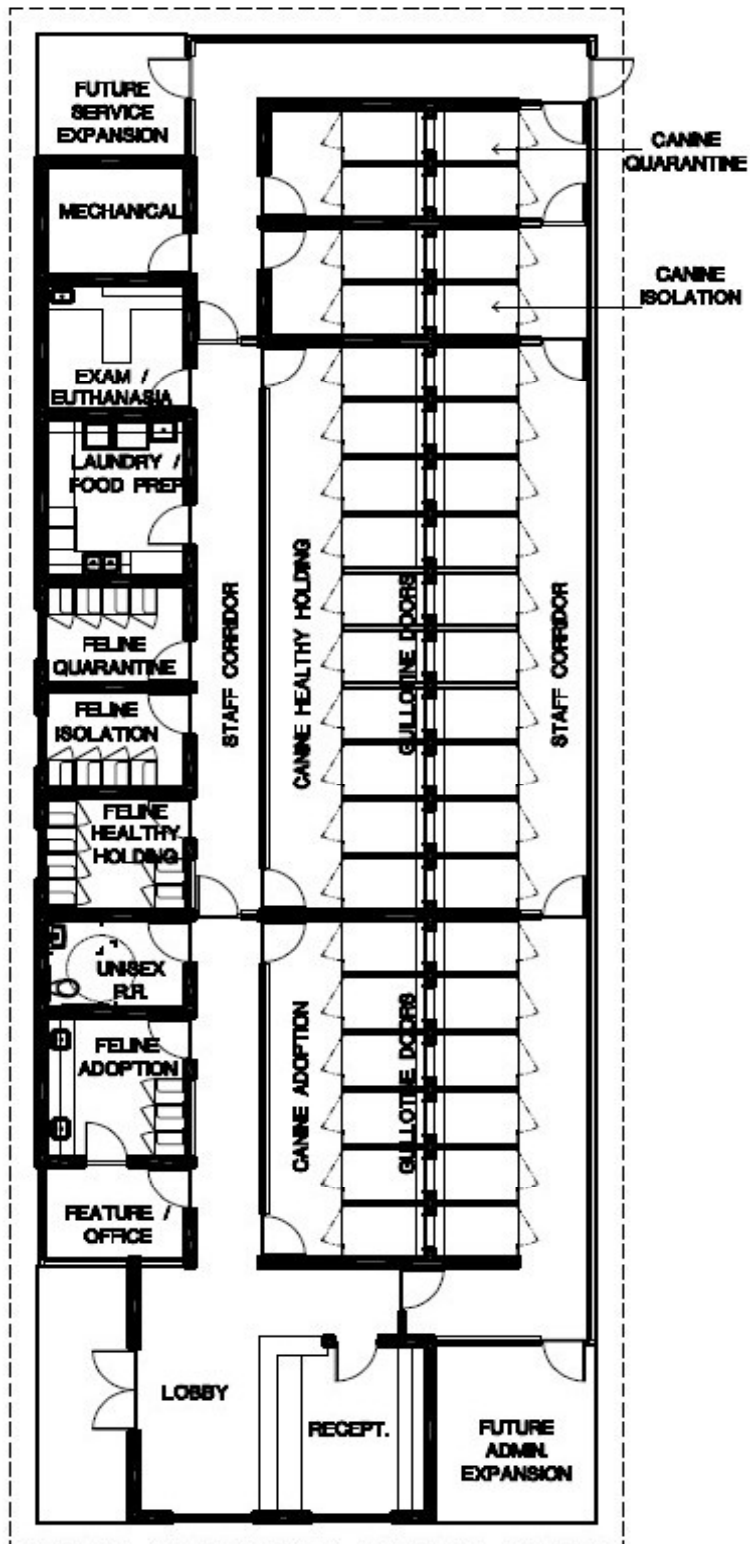 FUTURE
SERVICE
EXPANSION
CANINE
QUARANTINE
MECHANICAL
CANINE
ISOLATION
EXAM /
EUTHANASIA
LAUNDRY /
FOOD PREP
FELINE
QUARANTINE
STAFF CORRIDOR
CANINE HEALTHY HOLDING
GUILLOTINE DOORS
STAFF CORRIDOR
FELINE
ISOLATION
FELINE
HEALTHY
HOLDING
UNISEX
R.R.
FELINE
ADOPTION
CANINE ADOPTION
GUILLOTINE DOORS
FEATURE /
OFFICE
LOBBY
RECEPT.
FUTURE
ADMIN.
EXPANSION